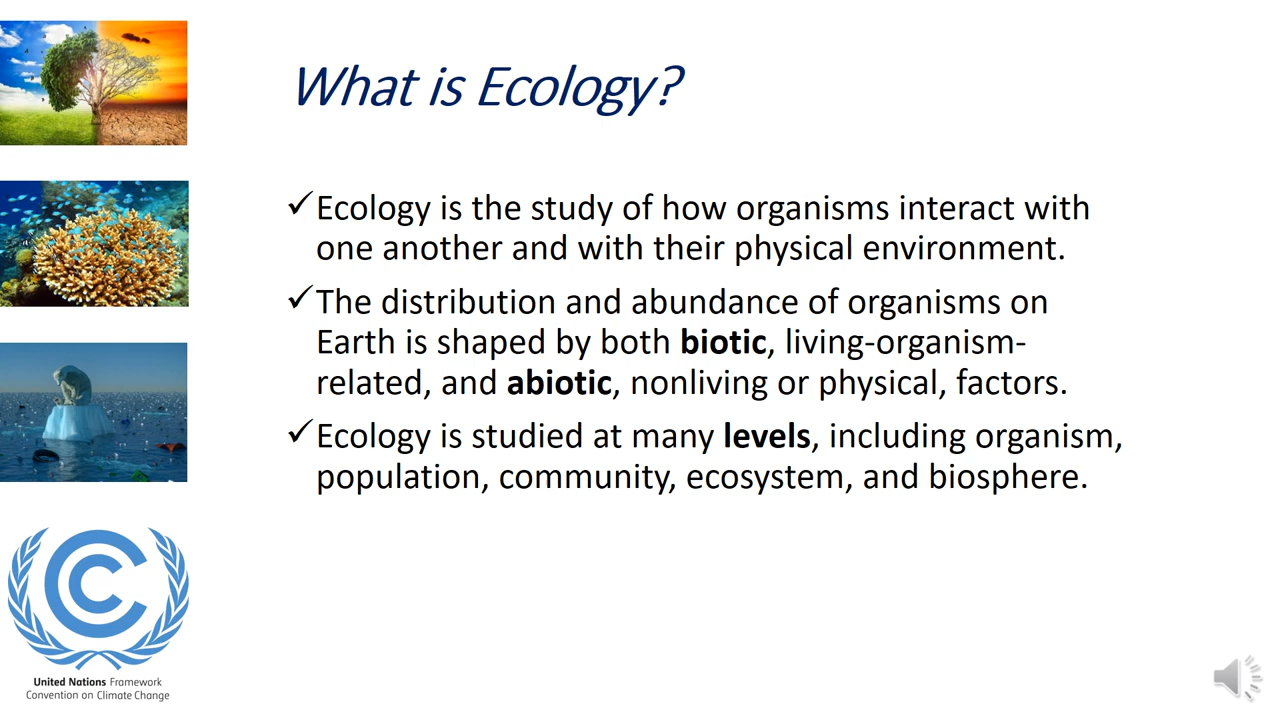 What is Ecology?
✓Ecology is the study of how organisms interact with
one another and with their physical environment.
✓The distribution and abundance of organisms on
Earth is shaped by both biotic, living-organism-
related, and abiotic, nonliving or physical, factors.
✓Ecology is studied at many levels, including organism,
population, community, ecosystem, and biosphere.
United Nations Framework
Convention on Climate Change